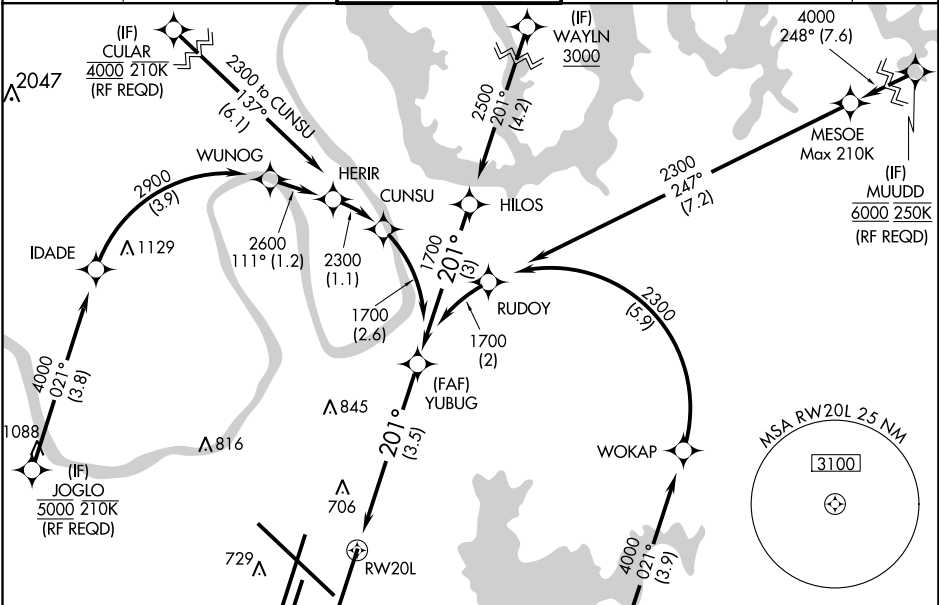 (IF)
CULAR
4000 210K
(RF REQD)
2047
2300 to CUNSU
137°
(6.1)
(IF)
WAYLN
3000
2500
201°
(4.2)
4000
248° (7.6)
MESOE
Max 210K
(IF)
MUUDD
6000 250K
(RF REQD)
2300
247°
(7.2)
WUNOG
HERIR
CUNSU
HILOS
2900
(3.9)
IDADE
1129
2600
111° (1.2)
2300
(1.1)
1700
201°
(3)
RUDOY
1700
(2.6)
1700
(2)
2300
(5.9)
4000
021°
(3.8)
(FAF)
YUBUG
845
816
201°
(3.5)
1088
(IF)
JOGLO
5000 210K
(RF REQD)
WOKAP
MSA RW20L 25 NM
3100
706
729
RW20L
4000
021°
(3.9)